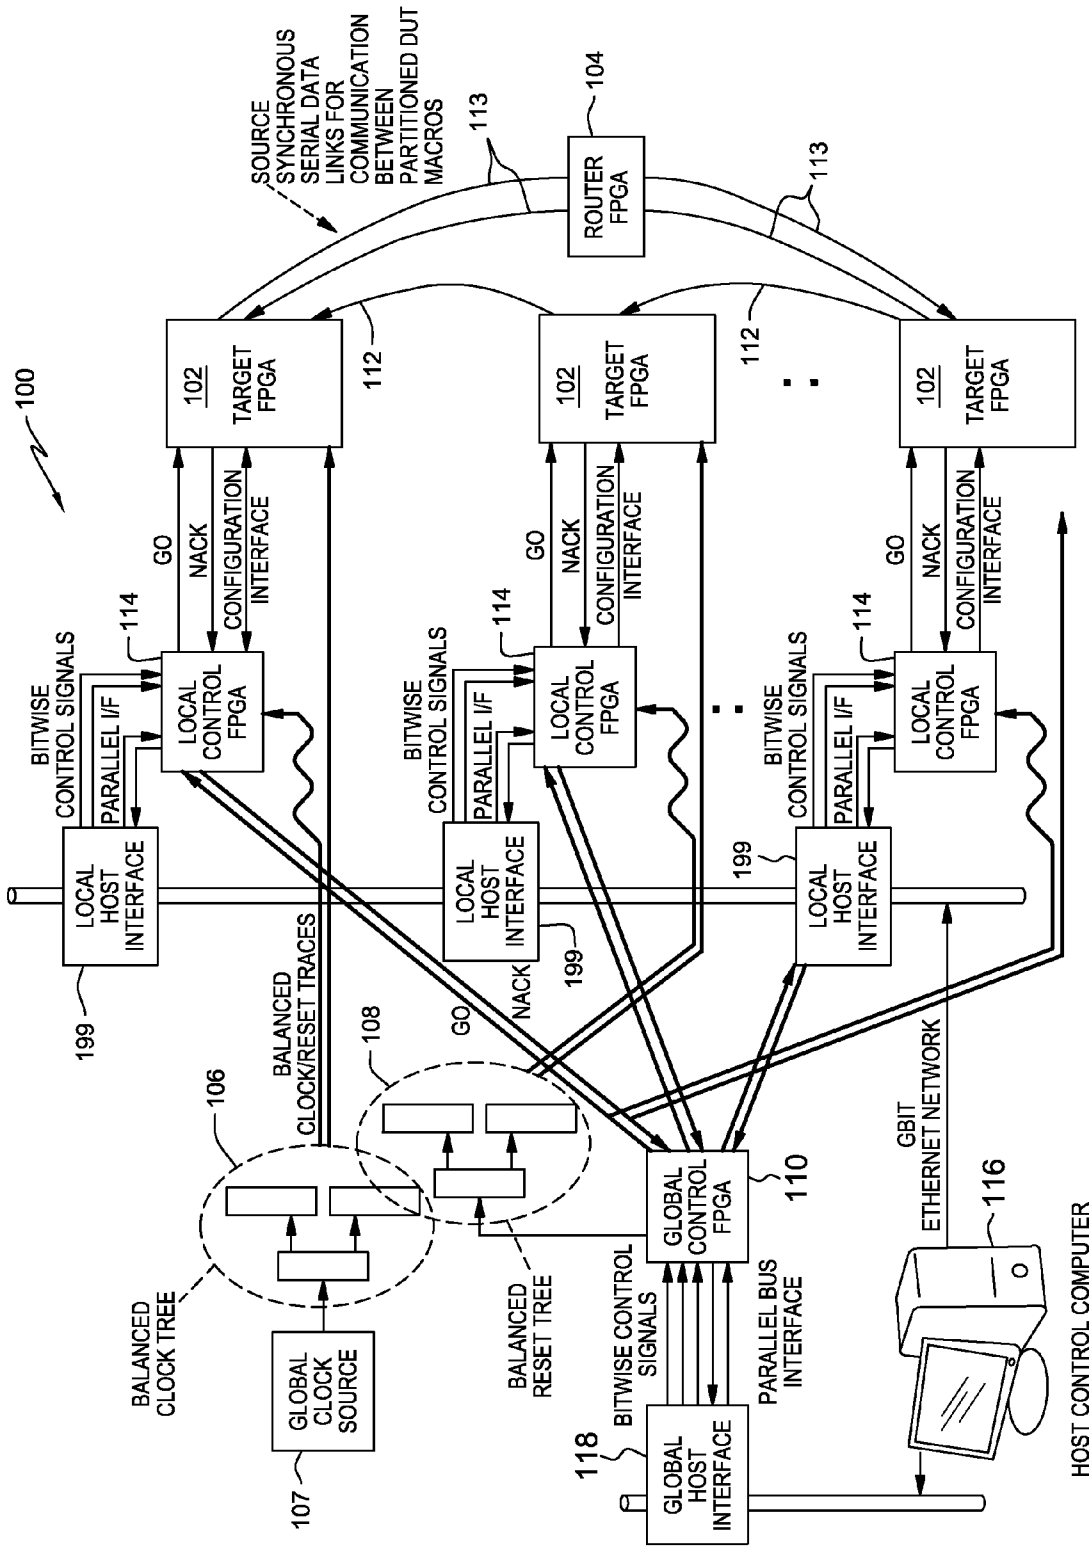 100
SOURCE
SYNCHRONOUS
SERIAL DATA
LINKS FOR
COMMUNICATION
BETWEEN
PARTITIONED DUT
MACROS
113
104
ROUTER
FPGA
113
112
112
102
TARGET
FPGA
102
TARGET
FPGA
102
TARGET
FPGA
GO
NACK
CONFIGURATION
INTERFACE
GO
NACK
CONFIGURATION
INTERFACE
GO
NACK
CONFIGURATION
INTERFACE
114
LOCAL
CONTROL
FPGA
114
LOCAL
CONTROL
FPGA
114
LOCAL
CONTROL
FPGA
BITWISE
CONTROL SIGNALS
PARALLEL I/F
BITWISE
CONTROL SIGNALS
PARALLEL I/F
BITWISE
CONTROL SIGNALS
PARALLEL I/F
LOCAL
HOST
INTERFACE
199
LOCAL
HOST
INTERFACE
199
LOCAL
HOST
INTERFACE
199
BALANCED
CLOCK/RESET TRACES
GO
NACK
106
108
BALANCED
CLOCK TREE
BALANCED
RESET TREE
GLOBAL
CLOCK
SOURCE
107
GLOBAL
CONTROL
FPGA
110
BITWISE CONTROL
SIGNALS
PARALLEL BUS
INTERFACE
118
GLOBAL
HOST
INTERFACE
GBIT
ETHERNET NETWORK
116
HOST CONTROL COMPUTER